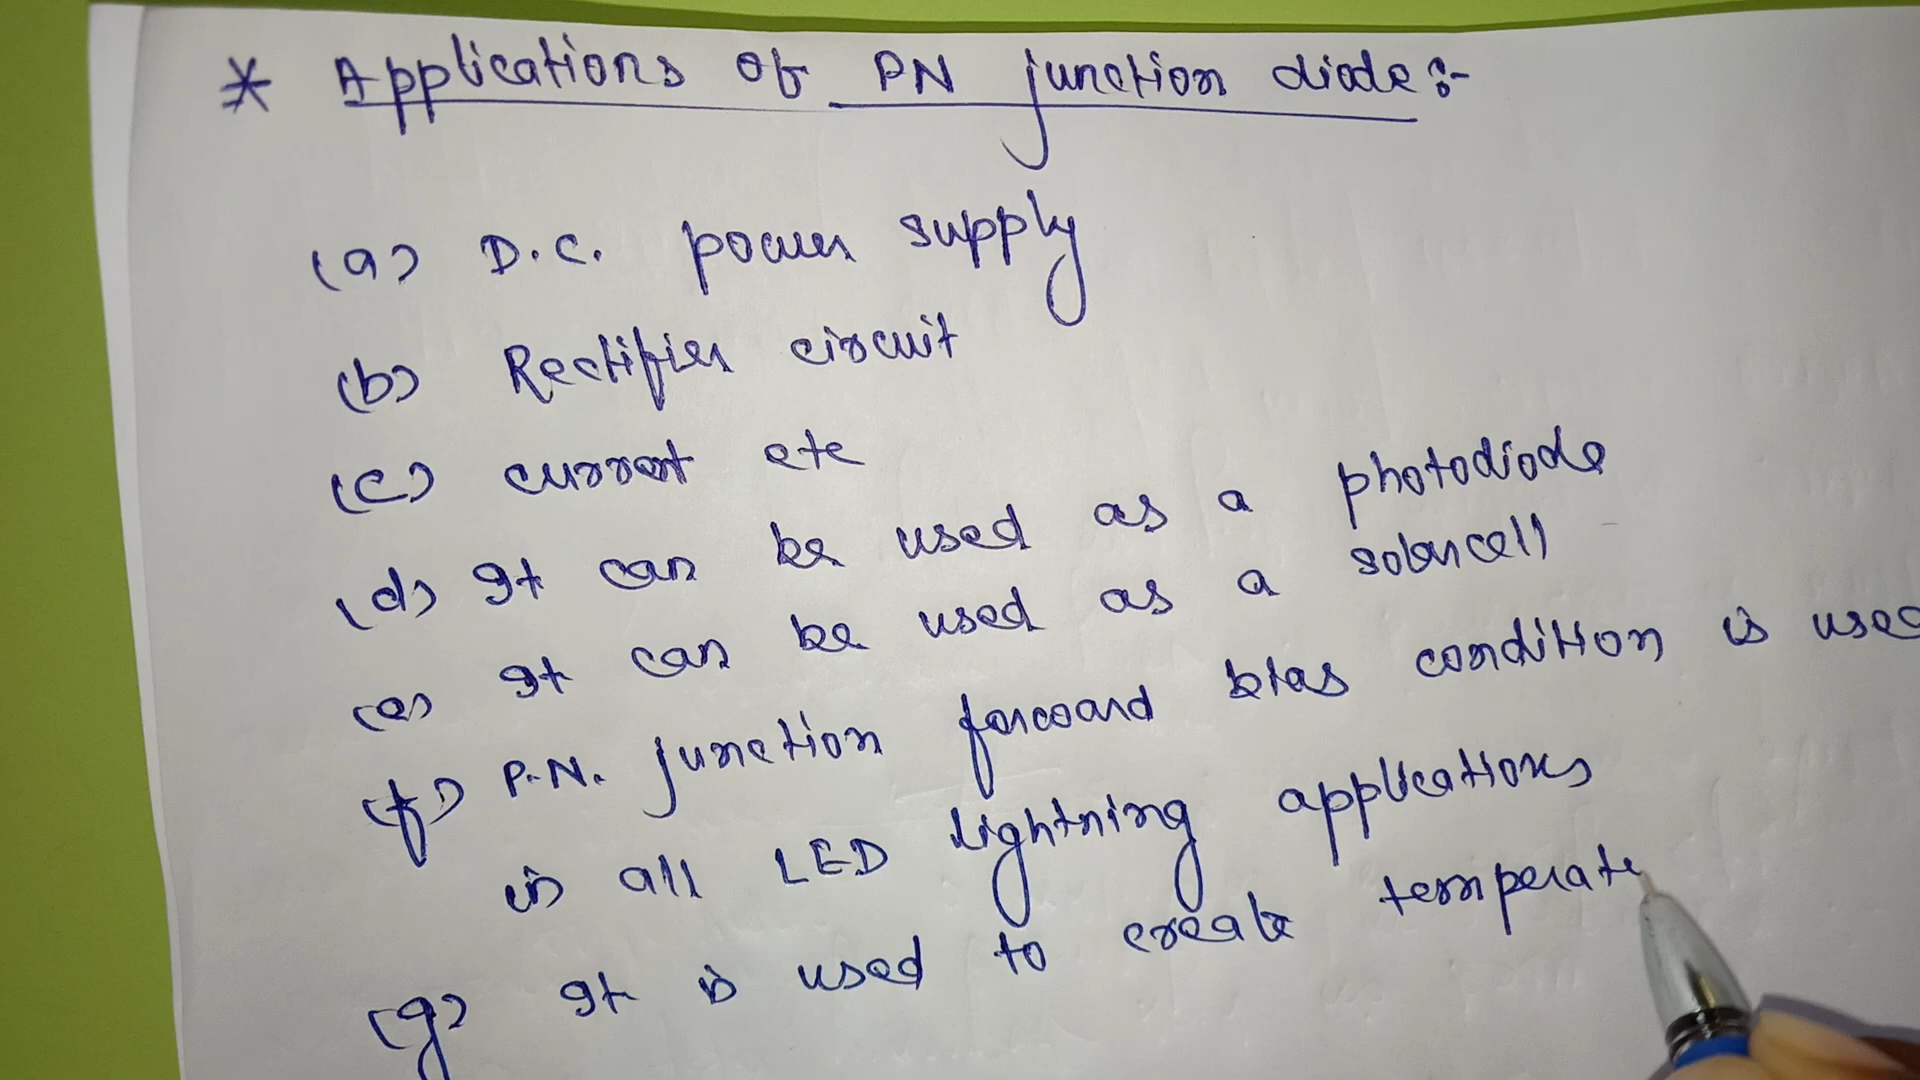 * Applications of PN junction diode :-
(a) D.C. power supply
(b) Rectifier circuit
(c) current etc
(d) It can be used as a photodiode
(e) It can be used as a solar cell
(f) P.N. junction forward bias condition is used
in all LED lightning applications
(g) It is used to create temperate